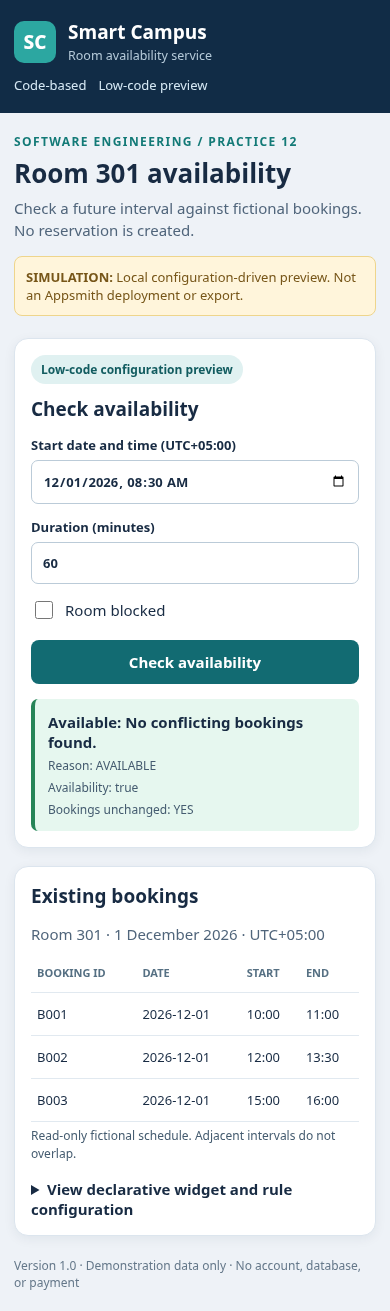 SC
Smart Campus
Room availability service
Code-based Low-code preview
SOFTWARE ENGINEERING / PRACTICE 12
Room 301 availability
Check a future interval against fictional bookings.
No reservation is created.
SIMULATION: Local configuration-driven preview. Not
an Appsmith deployment or export.
Low-code configuration preview
Check availability
Start date and time (UTC+05:00)
12/01/2026, 08:30 AM
Duration (minutes)
60
Room blocked
Check availability
Available: No conflicting bookings
found.
Reason: AVAILABLE
Availability: true
Bookings unchanged: YES
Existing bookings
Room 301 · 1 December 2026 · UTC+05:00
BOOKING ID DATE START END
B001 2026-12-01 10:00 11:00
B002 2026-12-01 12:00 13:30
B003 2026-12-01 15:00 16:00
Read-only fictional schedule. Adjacent intervals do not
overlap.
View declarative widget and rule
configuration
Version 1.0 · Demonstration data only · No account, database,
or payment